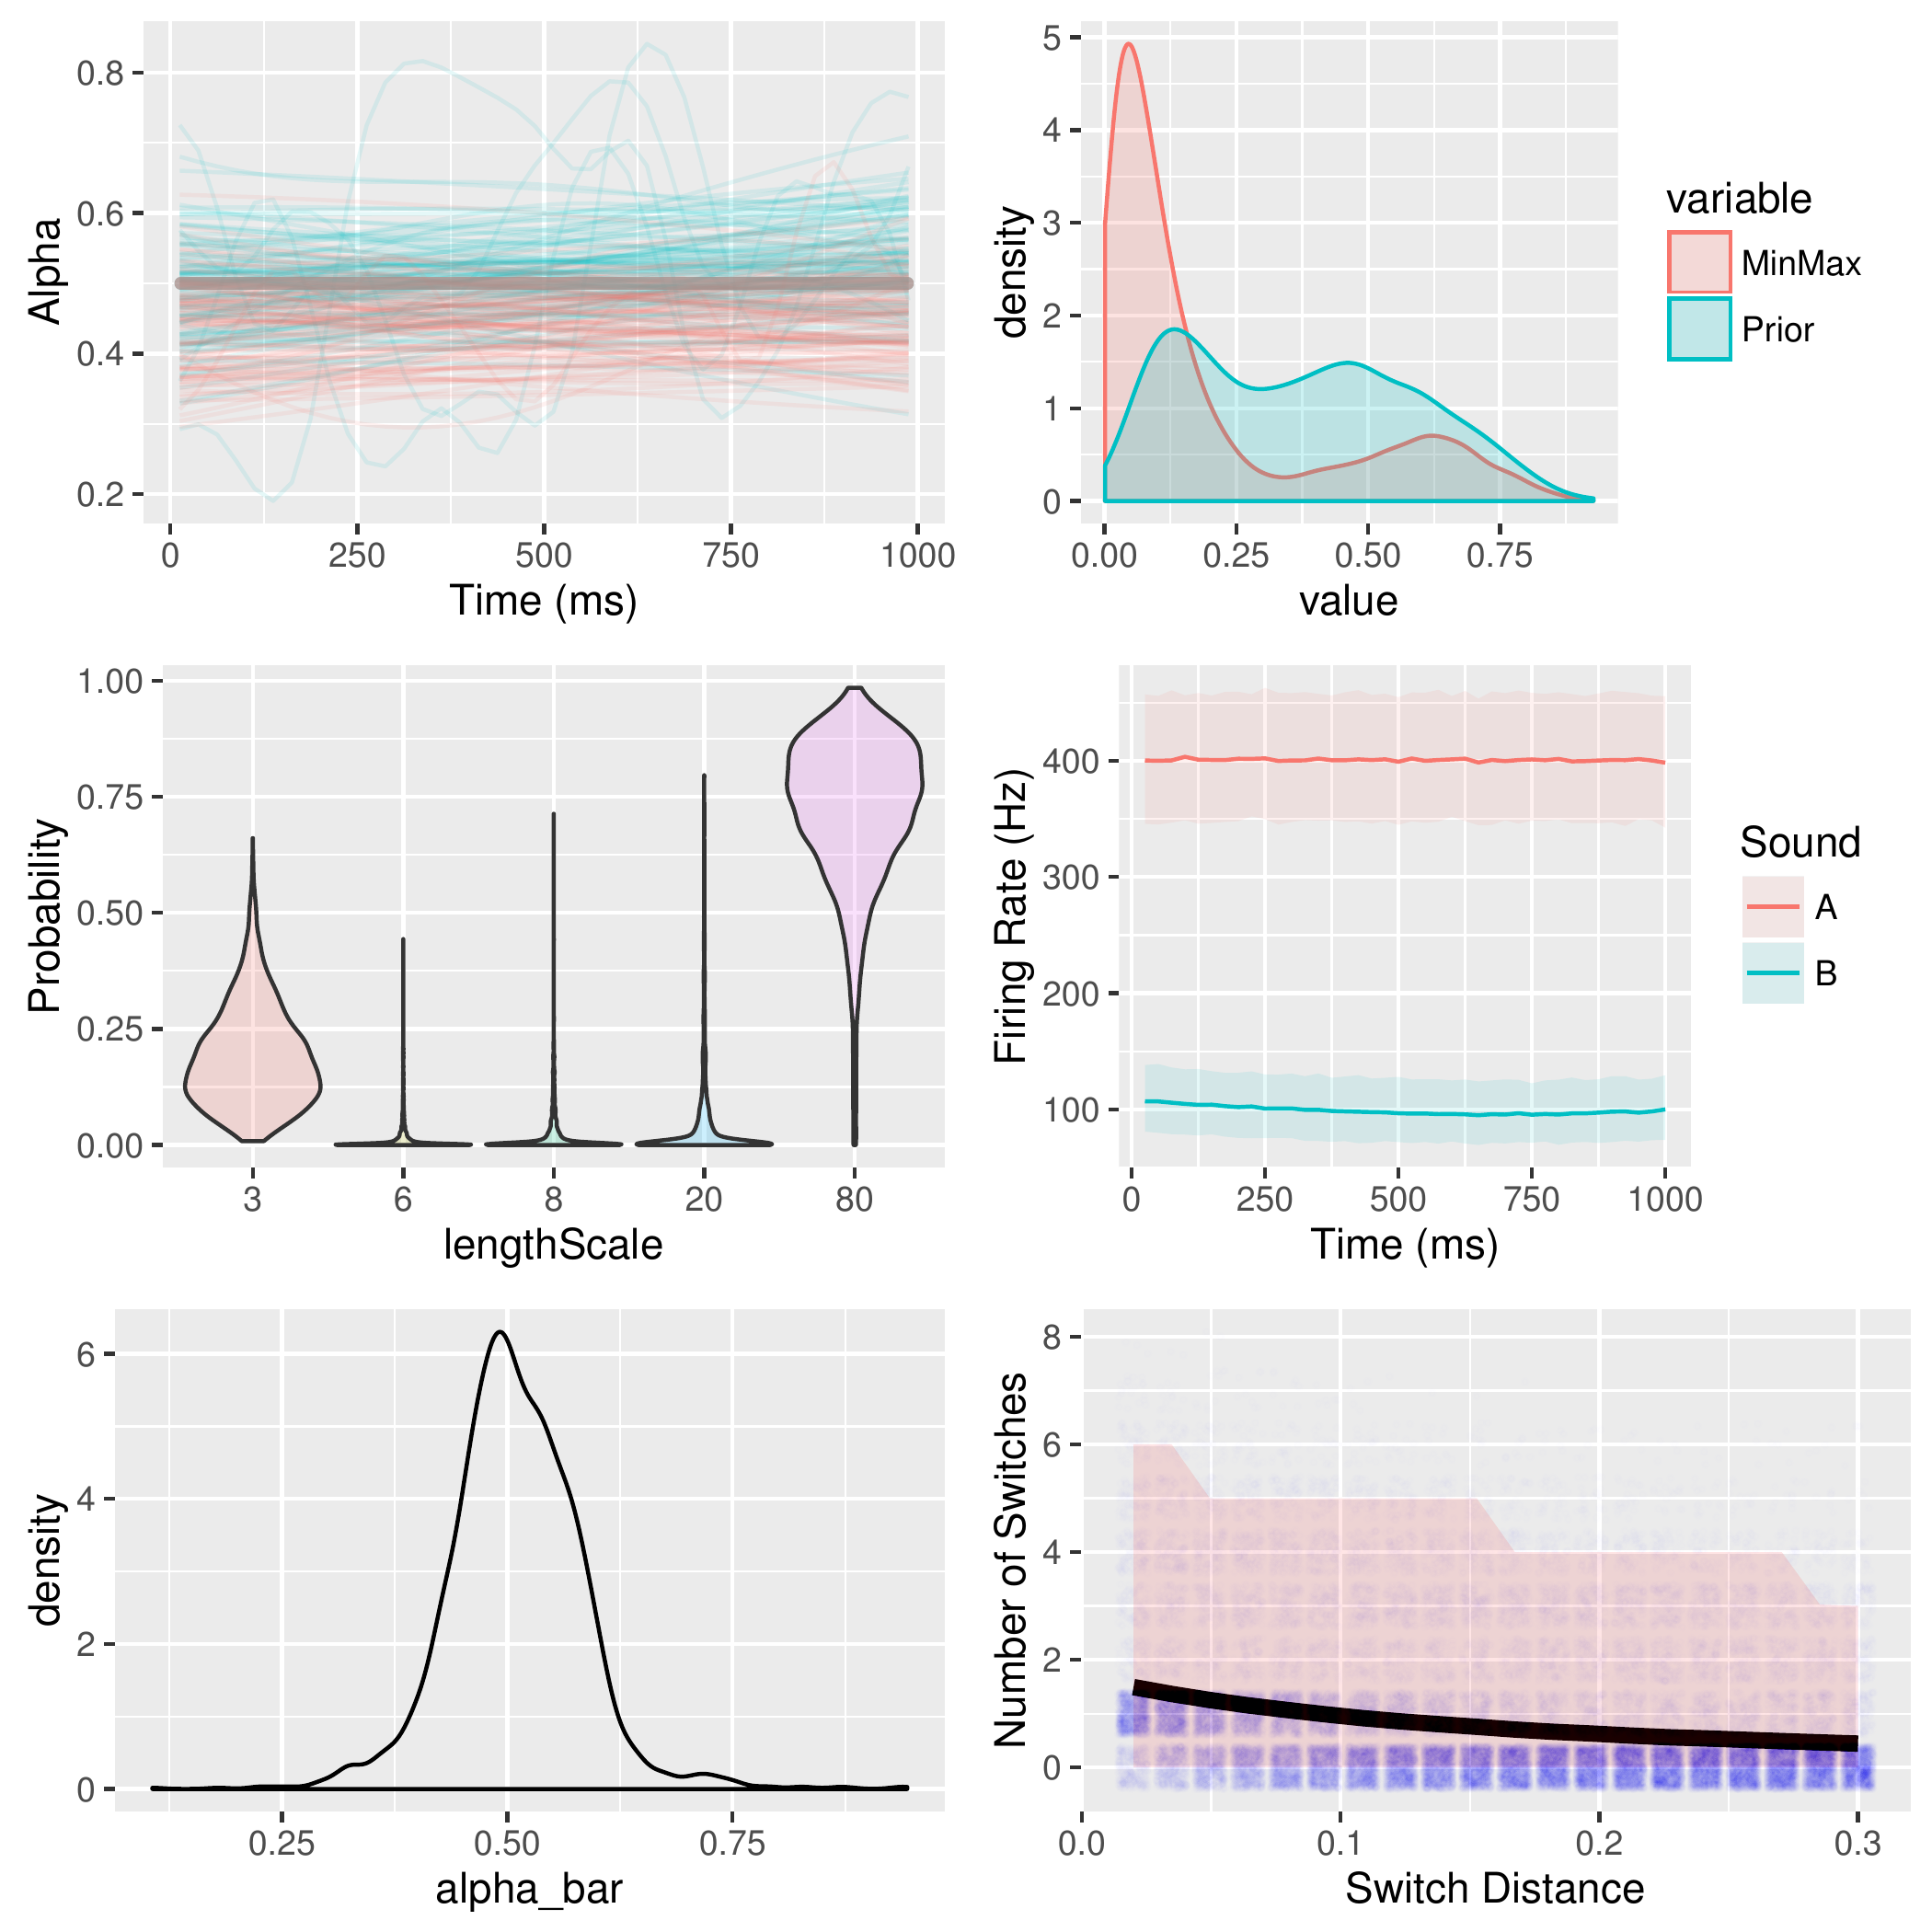 Alpha
0.8
0.6
0.4
0.2
0 250 500 750 1000
Time (ms)
density
5
4
3
2
1
0
0.00 0.25 0.50 0.75
value
variable
MinMax
Prior
Probability
1.00
0.75
0.50
0.25
0.00
3 6 8 20 80
lengthScale
Firing Rate (Hz)
400
300
200
100
0 250 500 750 1000
Time (ms)
Sound
A
B
density
6
4
2
0
0.25 0.50 0.75
alpha_bar
Number of Switches
8
6
4
2
0
0.0 0.1 0.2 0.3
Switch Distance